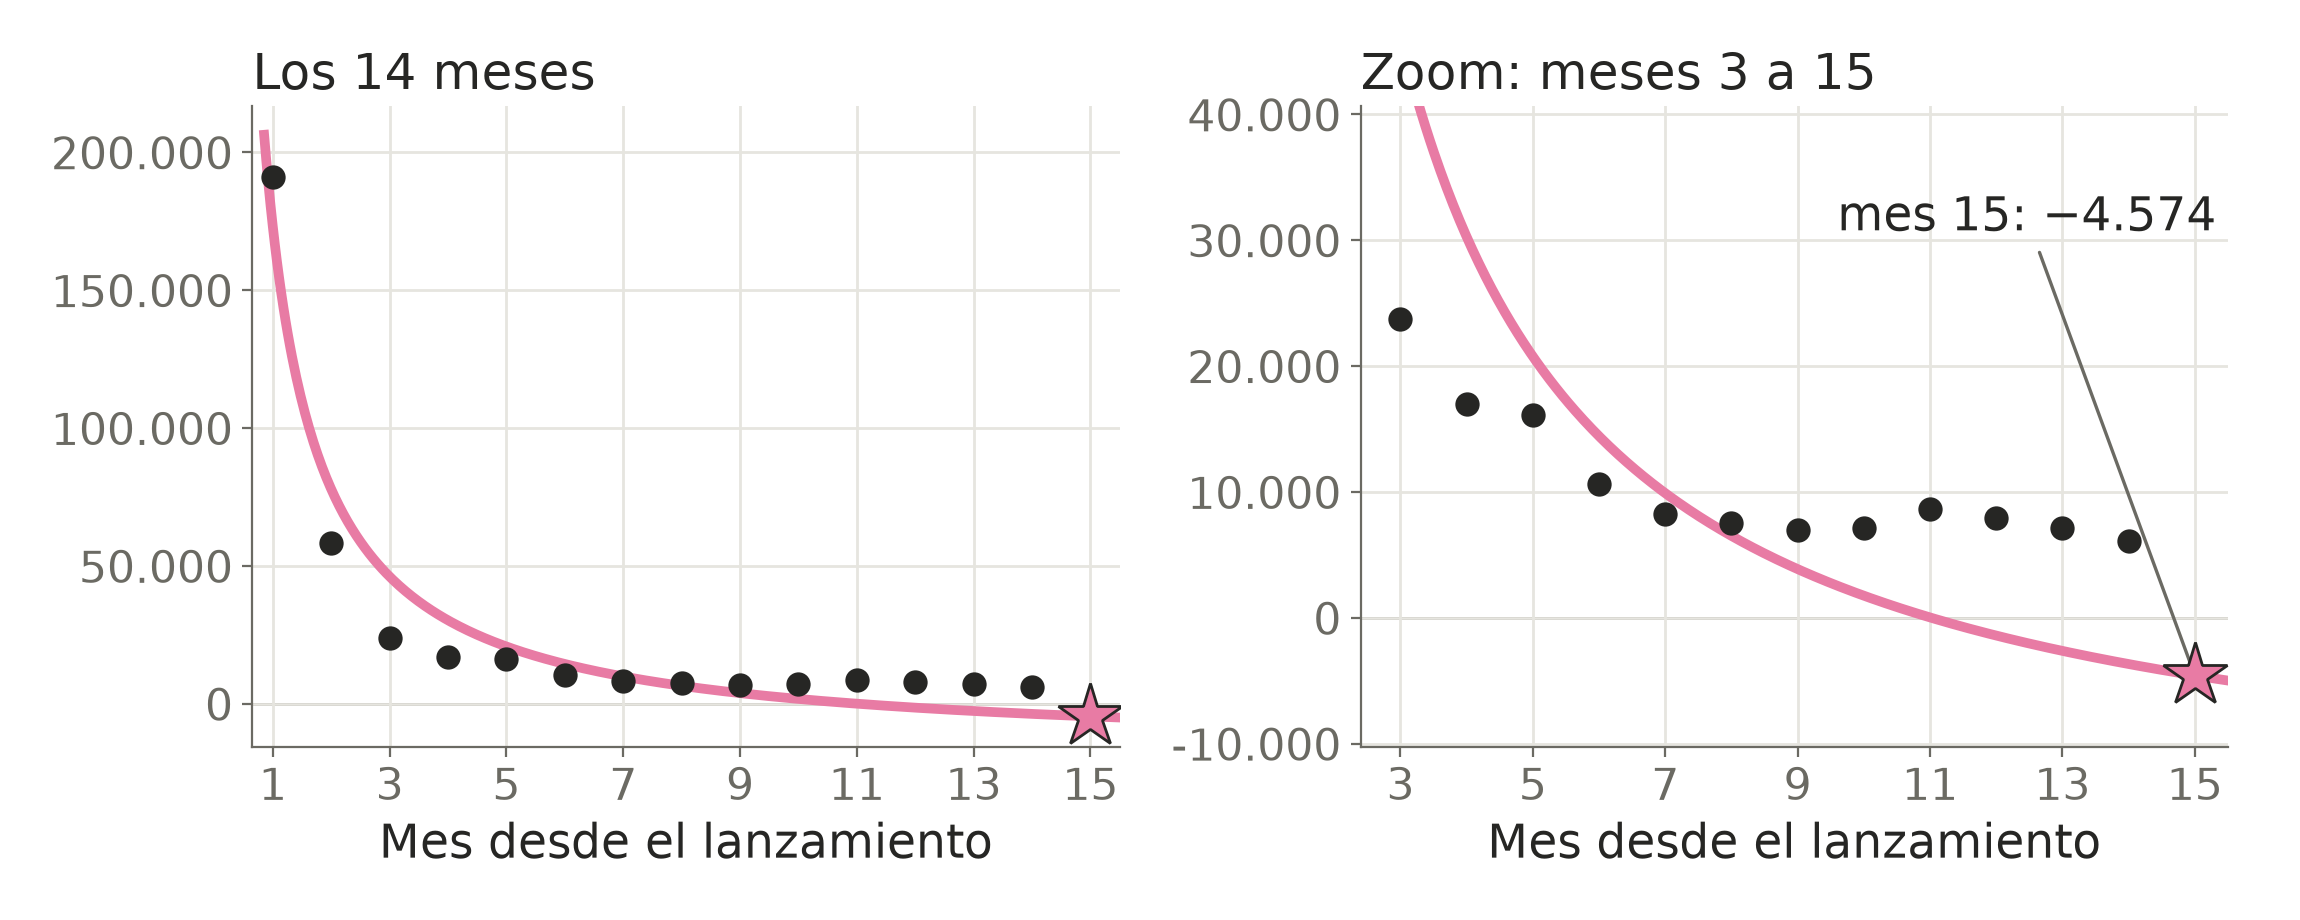 Los 14 meses
200.000
150.000
100.000
50.000
0
1 3 5 7 9 11 13 15
Mes desde el lanzamiento
Zoom: meses 3 a 15
40.000
30.000
20.000
10.000
0
-10.000
mes 15: −4.574
3 5 7 9 11 13 15
Mes desde el lanzamiento